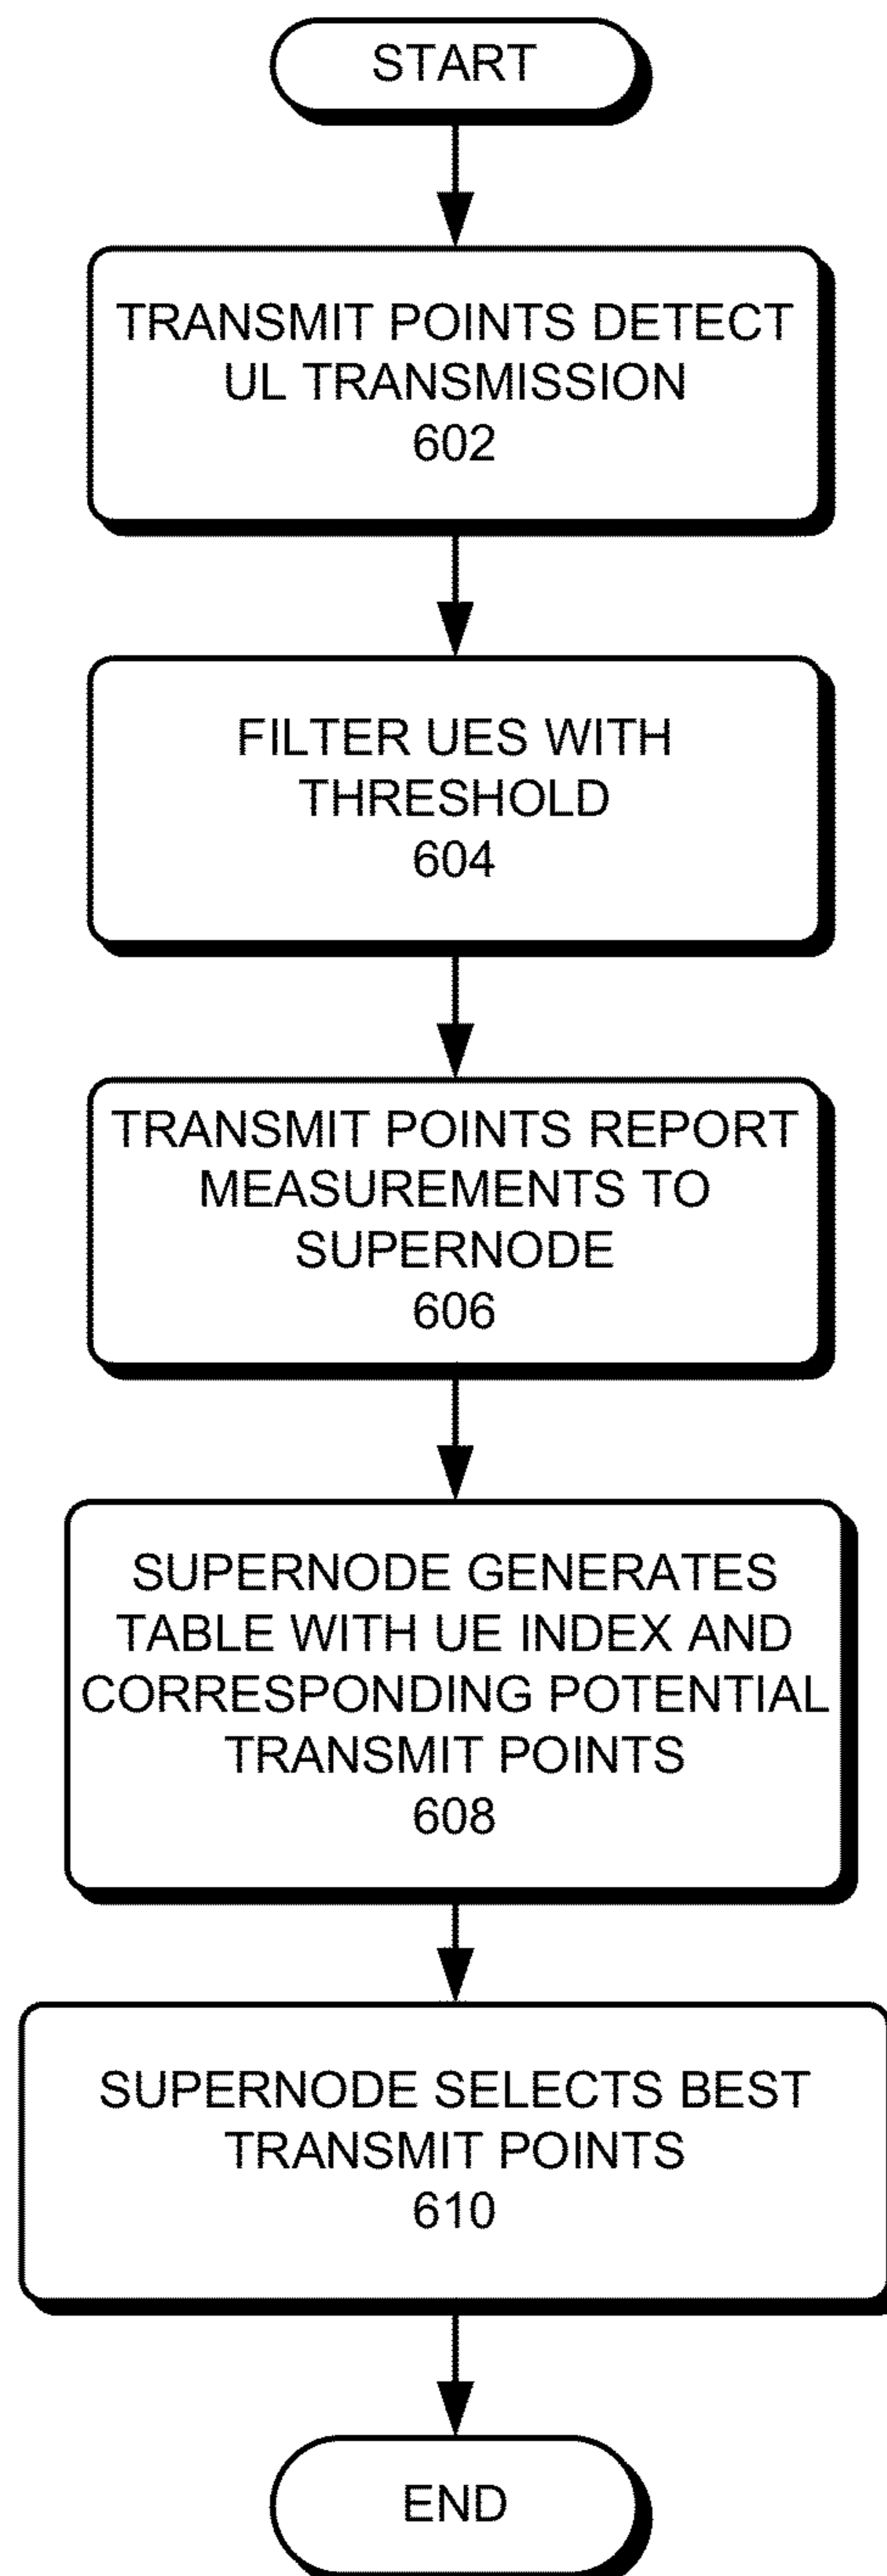 START
TRANSMIT POINTS DETECT
UL TRANSMISSION
602
FILTER UES WITH
THRESHOLD
604
TRANSMIT POINTS REPORT
MEASUREMENTS TO
SUPERNODE
606
SUPERNODE GENERATES
TABLE WITH UE INDEX AND
CORRESPONDING POTENTIAL
TRANSMIT POINTS
608
SUPERNODE SELECTS BEST
TRANSMIT POINTS
610
END